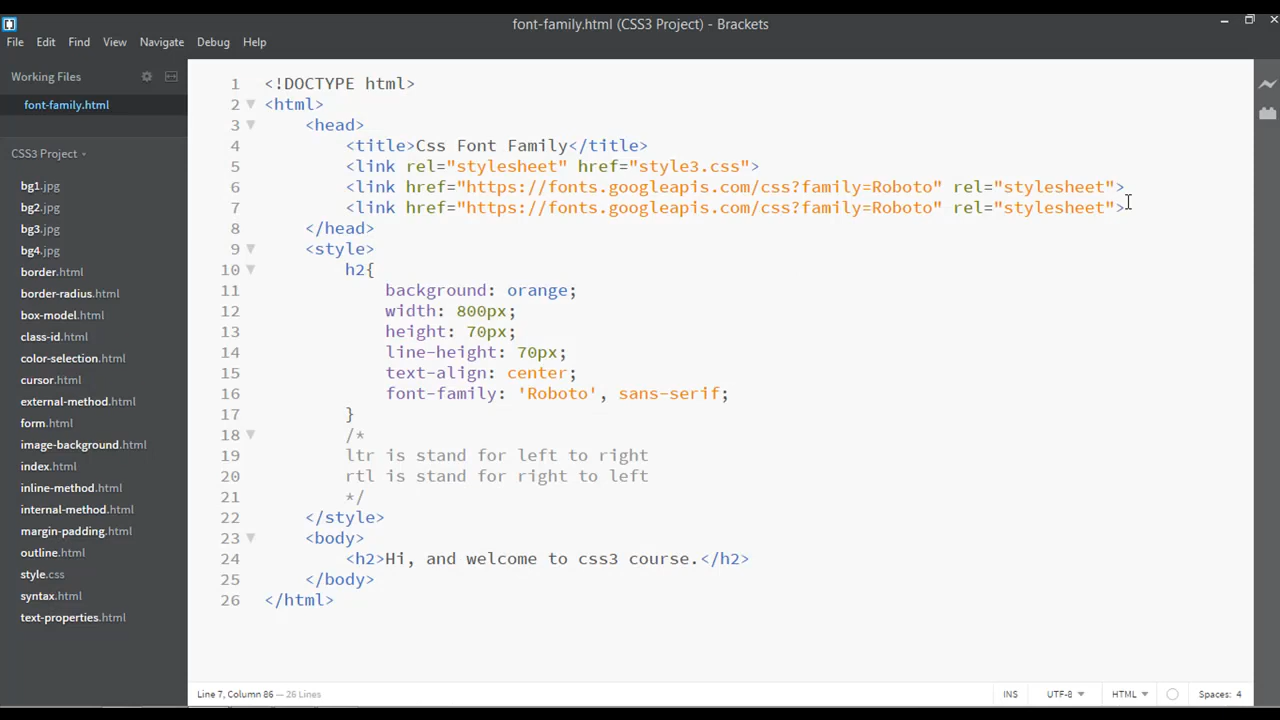 font-family.html (CSS3 Project) - Brackets
File Edit Find View Navigate Debug Help
Working Files
font-family.html
CSS3 Project
bg1.jpg
bg2.jpg
bg3.jpg
bg4.jpg
border.html
border-radius.html
box-model.html
class-id.html
color-selection.html
cursor.html
external-method.html
form.html
image-background.html
index.html
inline-method.html
internal-method.html
margin-padding.html
outline.html
style.css
syntax.html
text-properties.html
1 <!DOCTYPE html>
2 <html>
3 <head>
4 <title>Css Font Family</title>
5 <link rel="stylesheet" href="style3.css">
6 <link href="https://fonts.googleapis.com/css?family=Roboto" rel="stylesheet">
7 <link href="https://fonts.googleapis.com/css?family=Roboto" rel="stylesheet">
8 </head>
9 <style>
10 h2{
11 background: orange;
12 width: 800px;
13 height: 70px;
14 line-height: 70px;
15 text-align: center;
16 font-family: 'Roboto', sans-serif;
17 }
18 /*
19 ltr is stand for left to right
20 rtl is stand for right to left
21 */
22 </style>
23 <body>
24 <h2>Hi, and welcome to css3 course.</h2>
25 </body>
26 </html>
Line 7, Column 86 — 26 Lines
INS UTF-8 HTML Spaces: 4